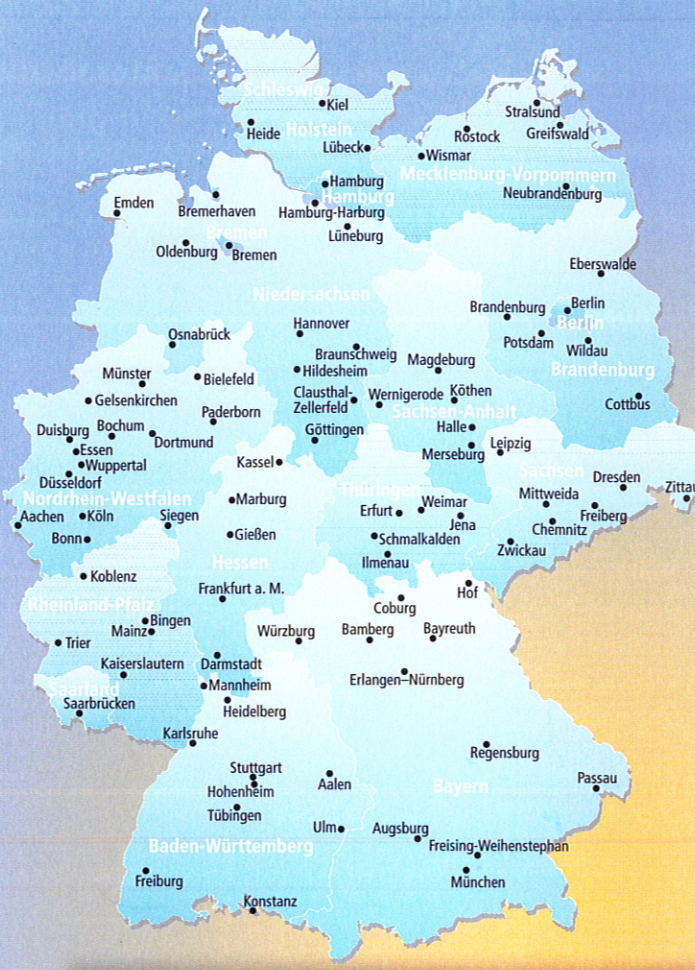 Schleswig-
Kiel
Stralsund
Heide
Holstein
Rostock
Greifswald
Lübeck
Wismar
Mecklenburg-Vorpommern
Hamburg
Hamburg
Neubrandenburg
Emden
Bremerhaven
Hamburg-Harburg
Bremen
Lüneburg
Oldenburg
Bremen
Eberswalde
Niedersachsen
Brandenburg
Berlin
Berlin
Hannover
Osnabrück
Potsdam
Wildau
Braunschweig
Magdeburg
Brandenburg
Münster
Bielefeld
Hildesheim
Gelsenkirchen
Clausthal-
Zellerfeld
Wernigerode
Köthen
Cottbus
Paderborn
Sachsen-Anhalt
Duisburg
Bochum
Dortmund
Göttingen
Halle
Essen
Merseburg
Leipzig
Wuppertal
Kassel
Sachsen
Düsseldorf
Dresden
Zittau
Nordrhein-Westfalen
Marburg
Thüringen
Weimar
Mittweida
Aachen
Köln
Siegen
Erfurt
Jena
Freiberg
Chemnitz
Bonn
Gießen
Schmalkalden
Zwickau
Hessen
Ilmenau
Koblenz
Frankfurt a. M.
Hof
Rheinland-Pfalz
Coburg
Bingen
Mainz
Würzburg
Bamberg
Bayreuth
Trier
Kaiserslautern
Darmstadt
Erlangen–Nürnberg
Saarland
Mannheim
Saarbrücken
Heidelberg
Karlsruhe
Regensburg
Stuttgart
Aalen
Passau
Hohenheim
Bayern
Tübingen
Ulm
Augsburg
Baden-Württemberg
Freising-Weihenstephan
Freiburg
München
Konstanz